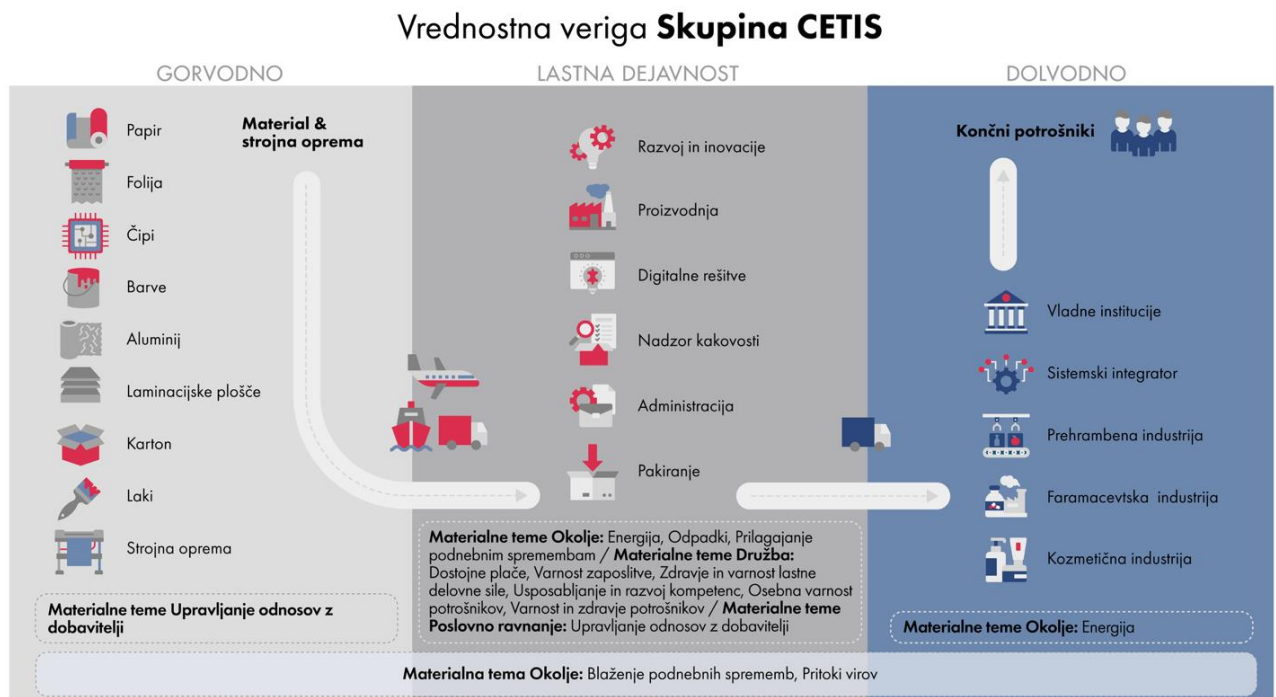 Vrednostna veriga Skupina CETIS
GORVODNO
Papir
Folija
Čipi
Barve
Aluminij
Laminacijske plošče
Karton
Laki
Strojna oprema
Material &
strojna oprema
Materialne teme Upravljanje odnosov z
dobavitelji
LASTNA DEJAVNOST
Razvoj in inovacije
Proizvodnja
Digitalne rešitve
Nadzor kakovosti
Administracija
Pakiranje
Materialne teme Okolje: Energija, Odpadki, Prilagajanje
podnebnim spremembam / Materialne teme Družba:
Dostojne plače, Varnost zaposlitve, Zdravje in varnost lastne
delovne sile, Usposabljanje in razvoj kompetenc, Osebna varnost
potrošnikov, Varnost in zdravje potrošnikov / Materialne teme
Poslovno ravnanje: Upravljanje odnosov z dobavitelji
DOLVODNO
Končni potrošniki
Vladne institucije
Sistemski integrator
Prehrambena industrija
Faramacevtska industrija
Kozmetična industrija
Materialne teme Okolje: Energija
Materialna tema Okolje: Blaženje podnebnih sprememb, Pritoki virov